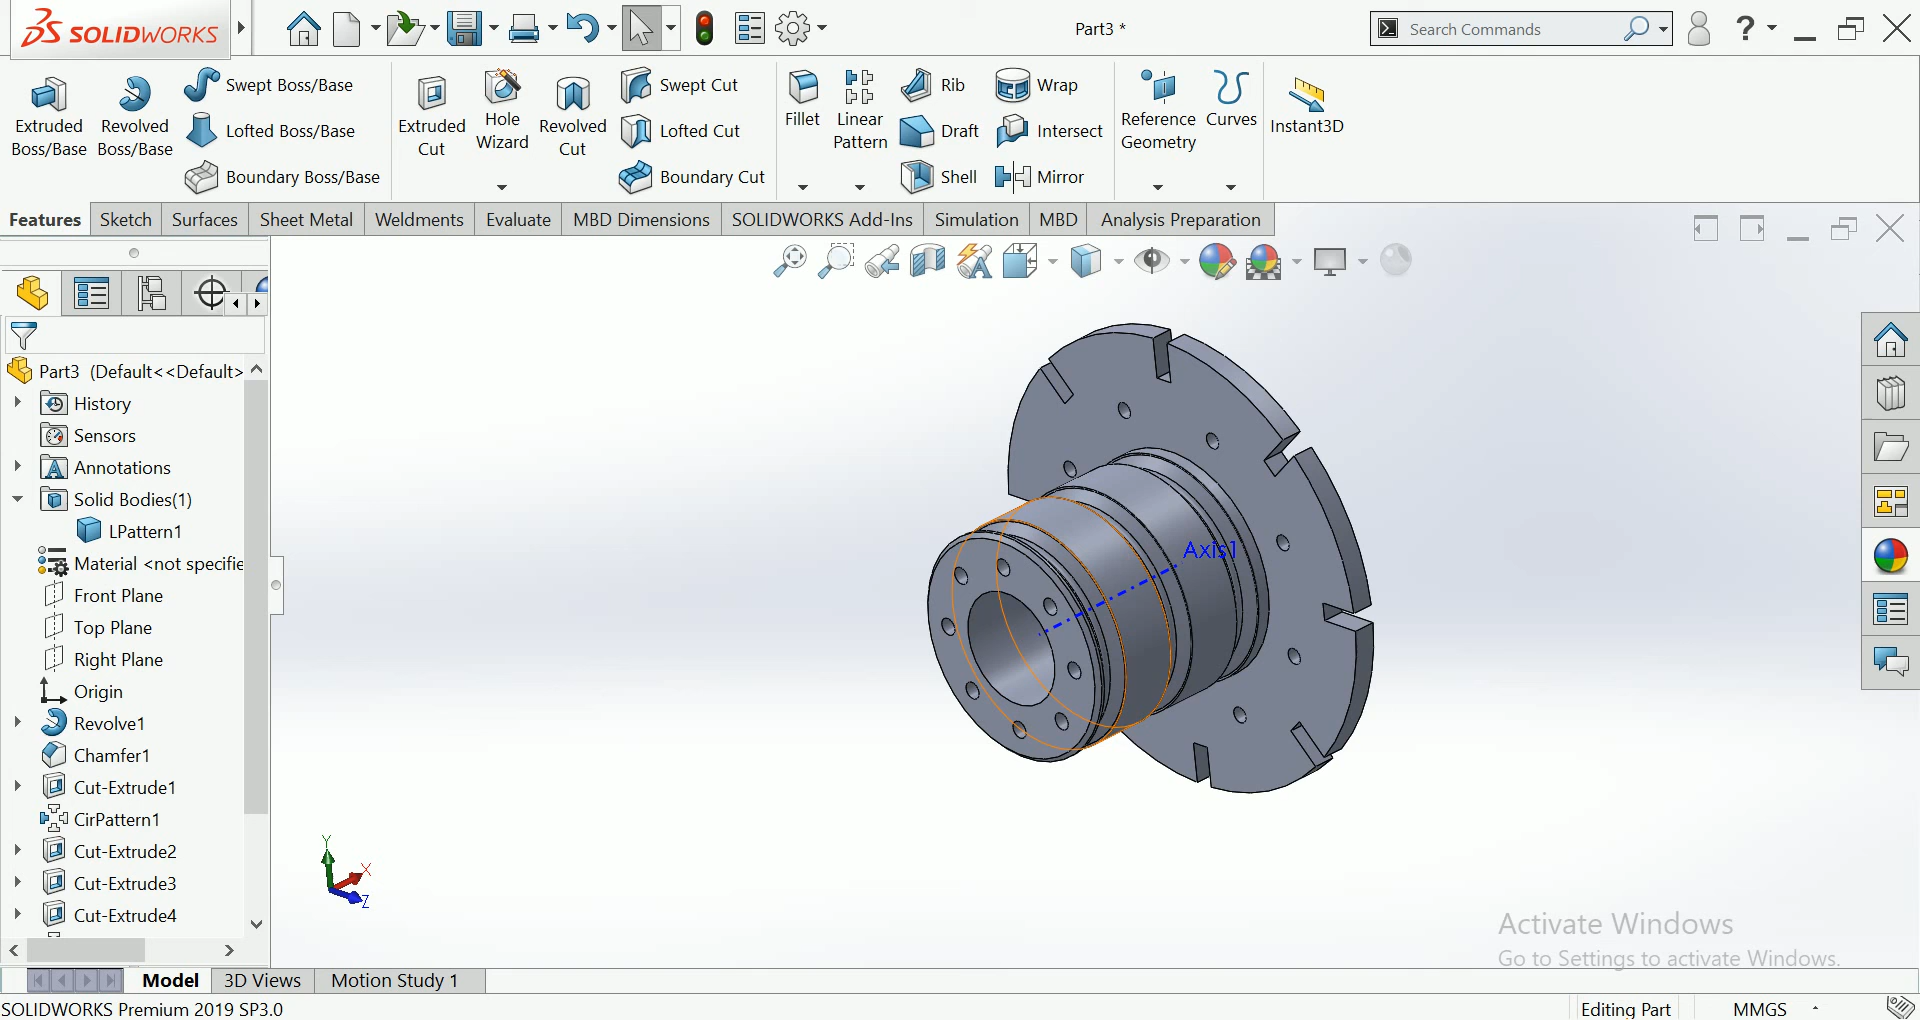 SOLIDWORKS
Part3 *
Search Commands
?
Extruded Boss/Base
Revolved Boss/Base
Swept Boss/Base
Lofted Boss/Base
Boundary Boss/Base
Extruded Cut
Hole Wizard
Revolved Cut
Swept Cut
Lofted Cut
Boundary Cut
Fillet
Linear Pattern
Rib
Draft
Shell
Wrap
Intersect
Mirror
Reference Geometry
Curves
Instant3D
Features
Sketch
Surfaces
Sheet Metal
Weldments
Evaluate
MBD Dimensions
SOLIDWORKS Add-Ins
Simulation
MBD
Analysis Preparation
Part3 (Default<<Default>
History
Sensors
Annotations
Solid Bodies(1)
LPattern1
Material <not specifie
Front Plane
Top Plane
Right Plane
Origin
Revolve1
Chamfer1
Cut-Extrude1
CirPattern1
Cut-Extrude2
Cut-Extrude3
Cut-Extrude4
Axis1
Y
X
Z
Activate Windows
Go to Settings to activate Windows.
Model
3D Views
Motion Study 1
SOLIDWORKS Premium 2019 SP3.0
Editing Part
MMGS